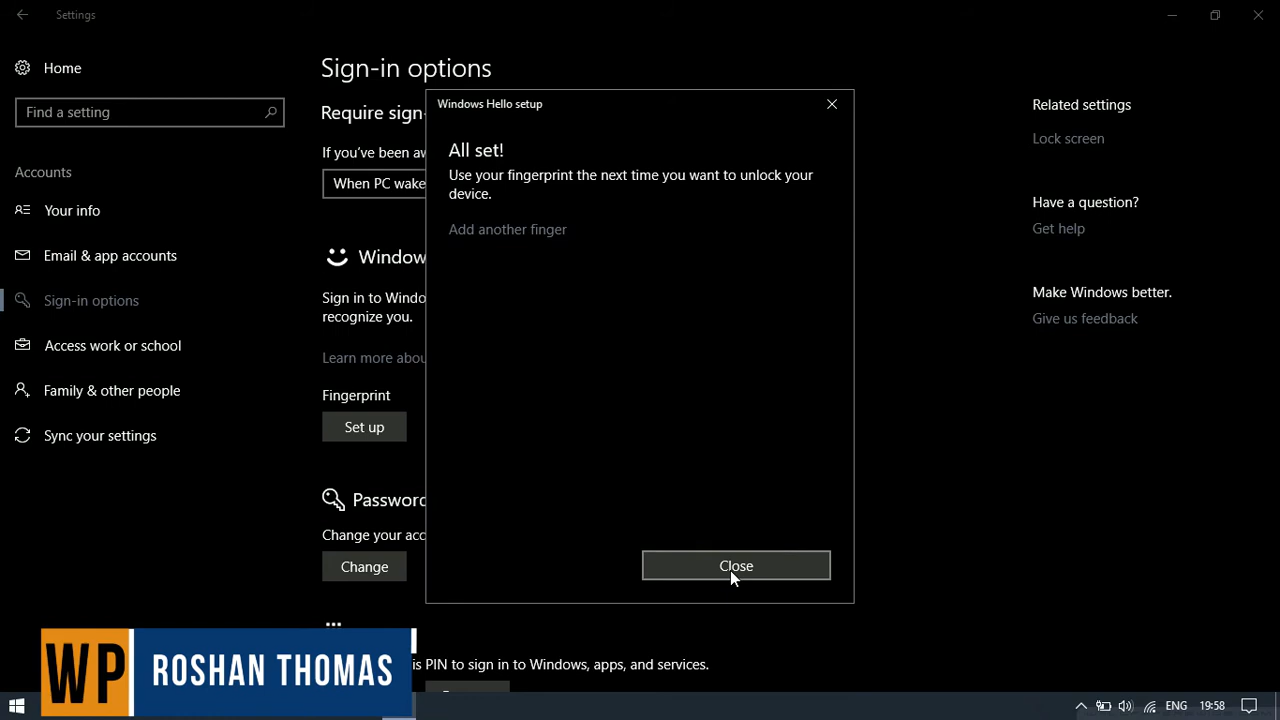 Settings
Home
Find a setting
Accounts
Your info
Email & app accounts
Sign-in options
Access work or school
Family & other people
Sync your settings
Sign-in options
Require sign-
If you've been aw
When PC wake
Window
Sign in to Windo
recognize you.
Learn more abou
Fingerprint
Set up
Password
Change your acc
Change
is PIN to sign in to Windows, apps, and services.
Windows Hello setup
All set!
Use your fingerprint the next time you want to unlock your
device.
Add another finger
Close
Related settings
Lock screen
Have a question?
Get help
Make Windows better.
Give us feedback
WP ROSHAN THOMAS
ENG 19:58